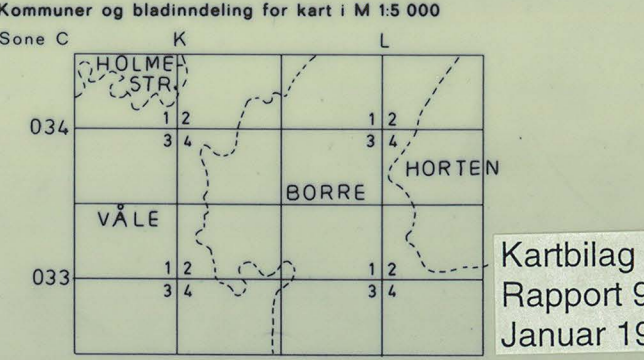 Kommuner og bladinndeling for kart i M 1:5 000
Sone C K L
HOLME-
STR.
1 2 1 2
034
3 4 3 4
HORTEN
BORRE
VÅLE
1 2 1 2
033
3 4 3 4
Kartbilag
Rapport 9
Januar 19